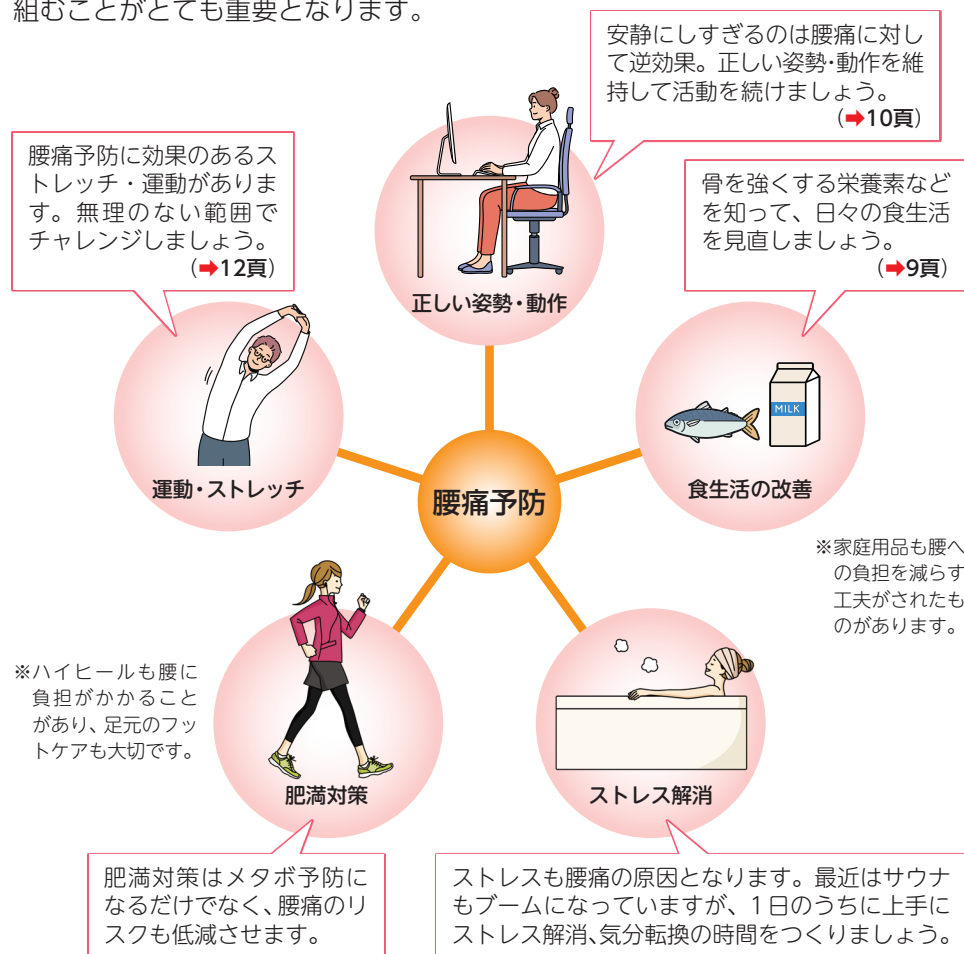 組むことがとても重要となります。
安静にしすぎるのは腰痛に対し
て逆効果。正しい姿勢・動作を維
持して活動を続けましょう。
(➡10頁)
腰痛予防に効果のあるス
トレッチ・運動がありま
す。無理のない範囲で
チャレンジしましょう。
(➡12頁)
骨を強くする栄養素など
を知って、日々の食生活
を見直しましょう。
(➡9頁)
正しい姿勢・動作
MILK
運動・ストレッチ
食生活の改善
腰痛予防
※家庭用品も腰へ
の負担を減らす
工夫がされたも
のがあります。
※ハイヒールも腰に
負担がかかること
があり、足元のフッ
トケアも大切です。
肥満対策
ストレス解消
肥満対策はメタボ予防に
なるだけでなく、腰痛のリ
スクも低減させます。
ストレスも腰痛の原因となります。最近はサウナ
もブームになっていますが、1日のうちに上手に
ストレス解消、気分転換の時間をつくりましょう。